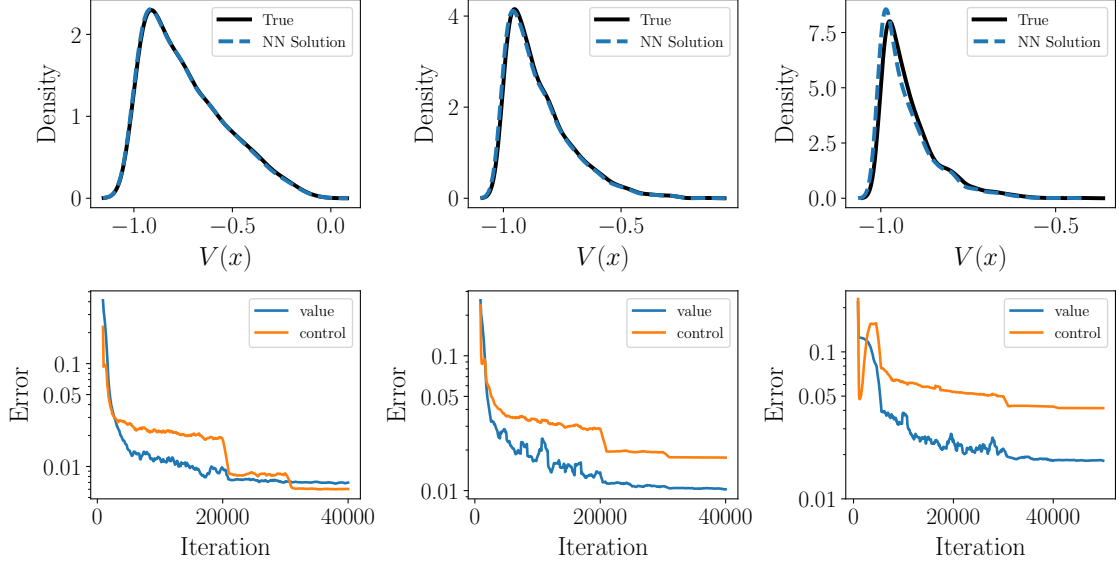 Density
2
1
0
True
NN Solution
−1.0
−0.5
0.0
V(x)
Density
4
2
0
True
NN Solution
−1.0
−0.5
V(x)
Density
7.5
5.0
2.5
0.0
True
NN Solution
−1.0
−0.5
V(x)
Error
0.1
0.05
0.01
value
control
0
20000
40000
Iteration
Error
0.1
0.05
0.01
value
control
0
20000
40000
Iteration
Error
0.1
0.05
0.01
value
control
0
20000
40000
Iteration